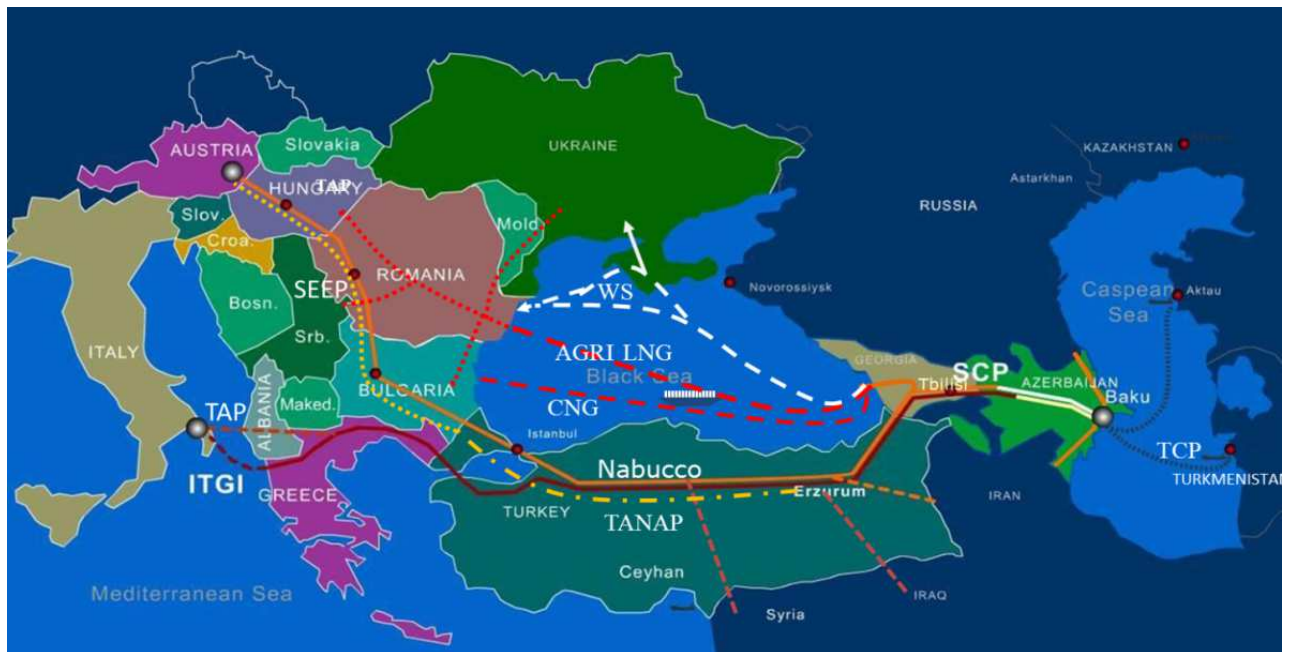 UKRAINE
Slovakia
AUSTRIA
KAZAKHSTAN
Astarkhan
HUNGARY
TAP
RUSSIA
Slov.
Mold
Croa.
ROMANIA
SEEP
WS
Novorossiysk
Caspean
Sea
Aktau
Bosn.
Srb.
ITALY
AGRI LNG
Black Sea
GEORGIA
SCP
Tbilisi
AZERBAIJAN
Baku
BULGARIA
ALBANIA
Maked.
CNG
TAP
Istanbul
TCP
TURKMENISTAN
Nabucco
ITGI
GREECE
Erzurum
IRAN
TURKEY
TANAP
Ceyhan
Mediterranean Sea
IRAQ
Syria